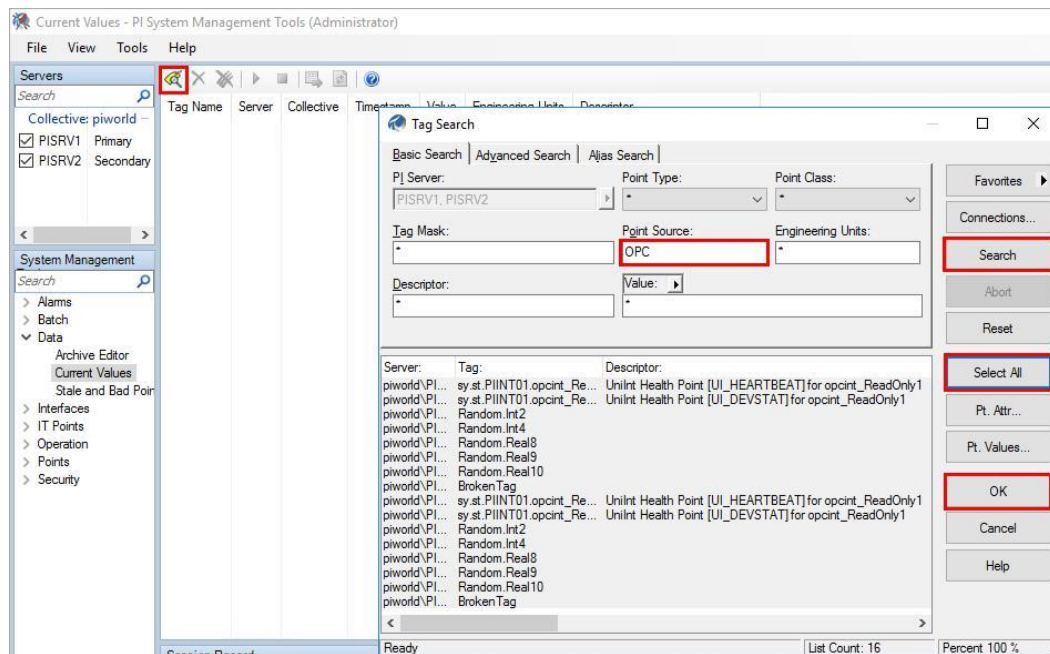 Current Values - PI System Management Tools (Administrator)
File View Tools Help
Servers
Search
Collective: piworld
PISRV1 Primary
PISRV2 Secondary
System Management
Search
Alarms
Batch
Data
Archive Editor
Current Values
Stale and Bad Poin
Interfaces
IT Points
Operation
Points
Security
Tag Name Server Collective Timestamp Value Engineering Units Descriptor
Tag Search
Basic Search Advanced Search Alias Search
PI Server: Point Type: Point Class:
PISRV1, PISRV2 * *
Tag Mask: Point Source: Engineering Units:
* OPC *
Descriptor: Value:
* *
Favorites
Connections...
Search
Abort
Reset
Select All
Pt. Attr...
Pt. Values...
OK
Cancel
Help
Server: Tag: Descriptor:
piworld\PI... sy.st.PIINT01.opcint_Re... UniInt Health Point [UI_HEARTBEAT] for opcint_ReadOnly1
piworld\PI... sy.st.PIINT01.opcint_Re... UniInt Health Point [UI_DEVSTAT] for opcint_ReadOnly1
piworld\PI... Random.Int2
piworld\PI... Random.Int4
piworld\PI... Random.Real8
piworld\PI... Random.Real9
piworld\PI... Random.Real10
piworld\PI... BrokenTag
piworld\PI... sy.st.PIINT01.opcint_Re... UniInt Health Point [UI_HEARTBEAT] for opcint_ReadOnly1
piworld\PI... sy.st.PIINT01.opcint_Re... UniInt Health Point [UI_DEVSTAT] for opcint_ReadOnly1
piworld\PI... Random.Int2
piworld\PI... Random.Int4
piworld\PI... Random.Real8
piworld\PI... Random.Real9
piworld\PI... Random.Real10
piworld\PI... BrokenTag
Ready List Count: 16 Percent 100 %
Session Record